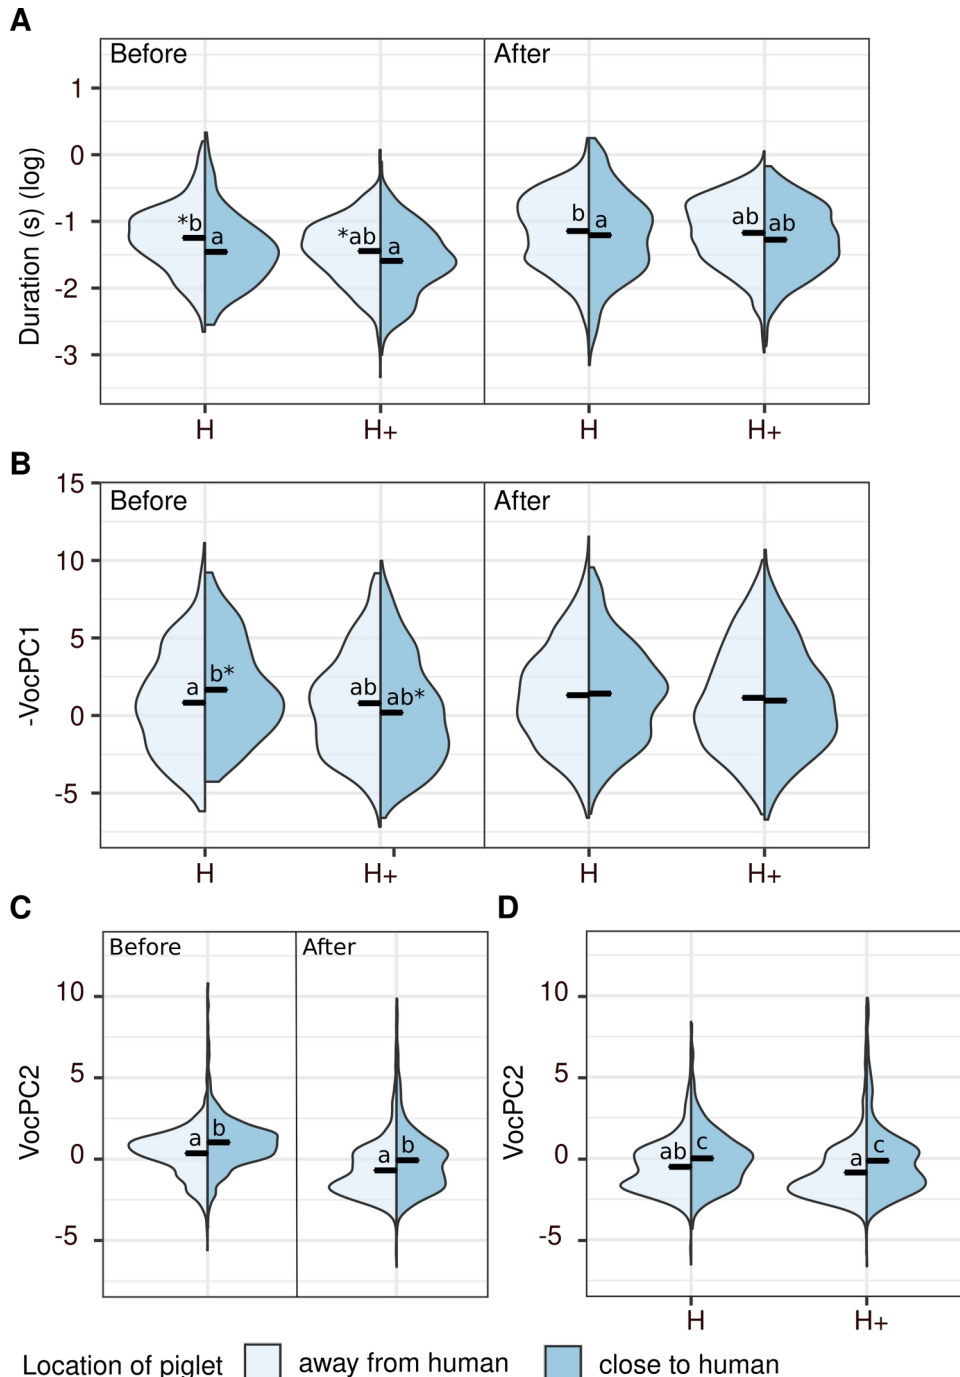 A
Before After
Duration (s) (log)
1
0
-1
-2
-3
*b a *ab a b a ab ab
H H+ H H+
B
Before After
-VocPC1
15
10
5
0
-5
a b* ab ab*
H H+ H H+
C
Before After
VocPC2
10
5
0
-5
a b a b
D
VocPC2
10
5
0
-5
ab c a c
H H+
Location of piglet away from human close to human